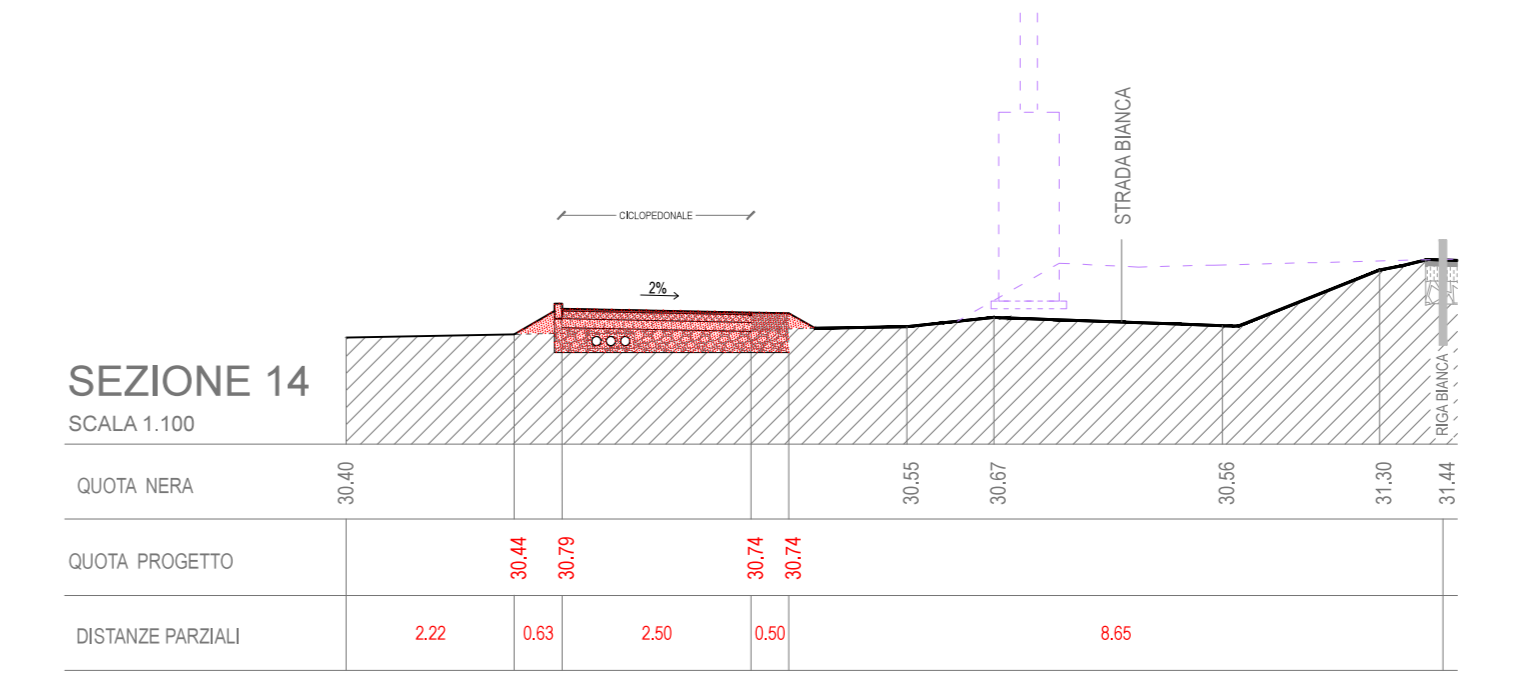 STRADA BIANCA
CICLOPEDONALE
2%
SEZIONE 14
SCALA 1.100
RIGA BIANCA
QUOTA NERA
30.40
30.55
30.67
30.56
31.30
31.44
QUOTA PROGETTO
30.44
30.79
30.74
30.74
DISTANZE PARZIALI
2.22
0.63
2.50
0.50
8.65